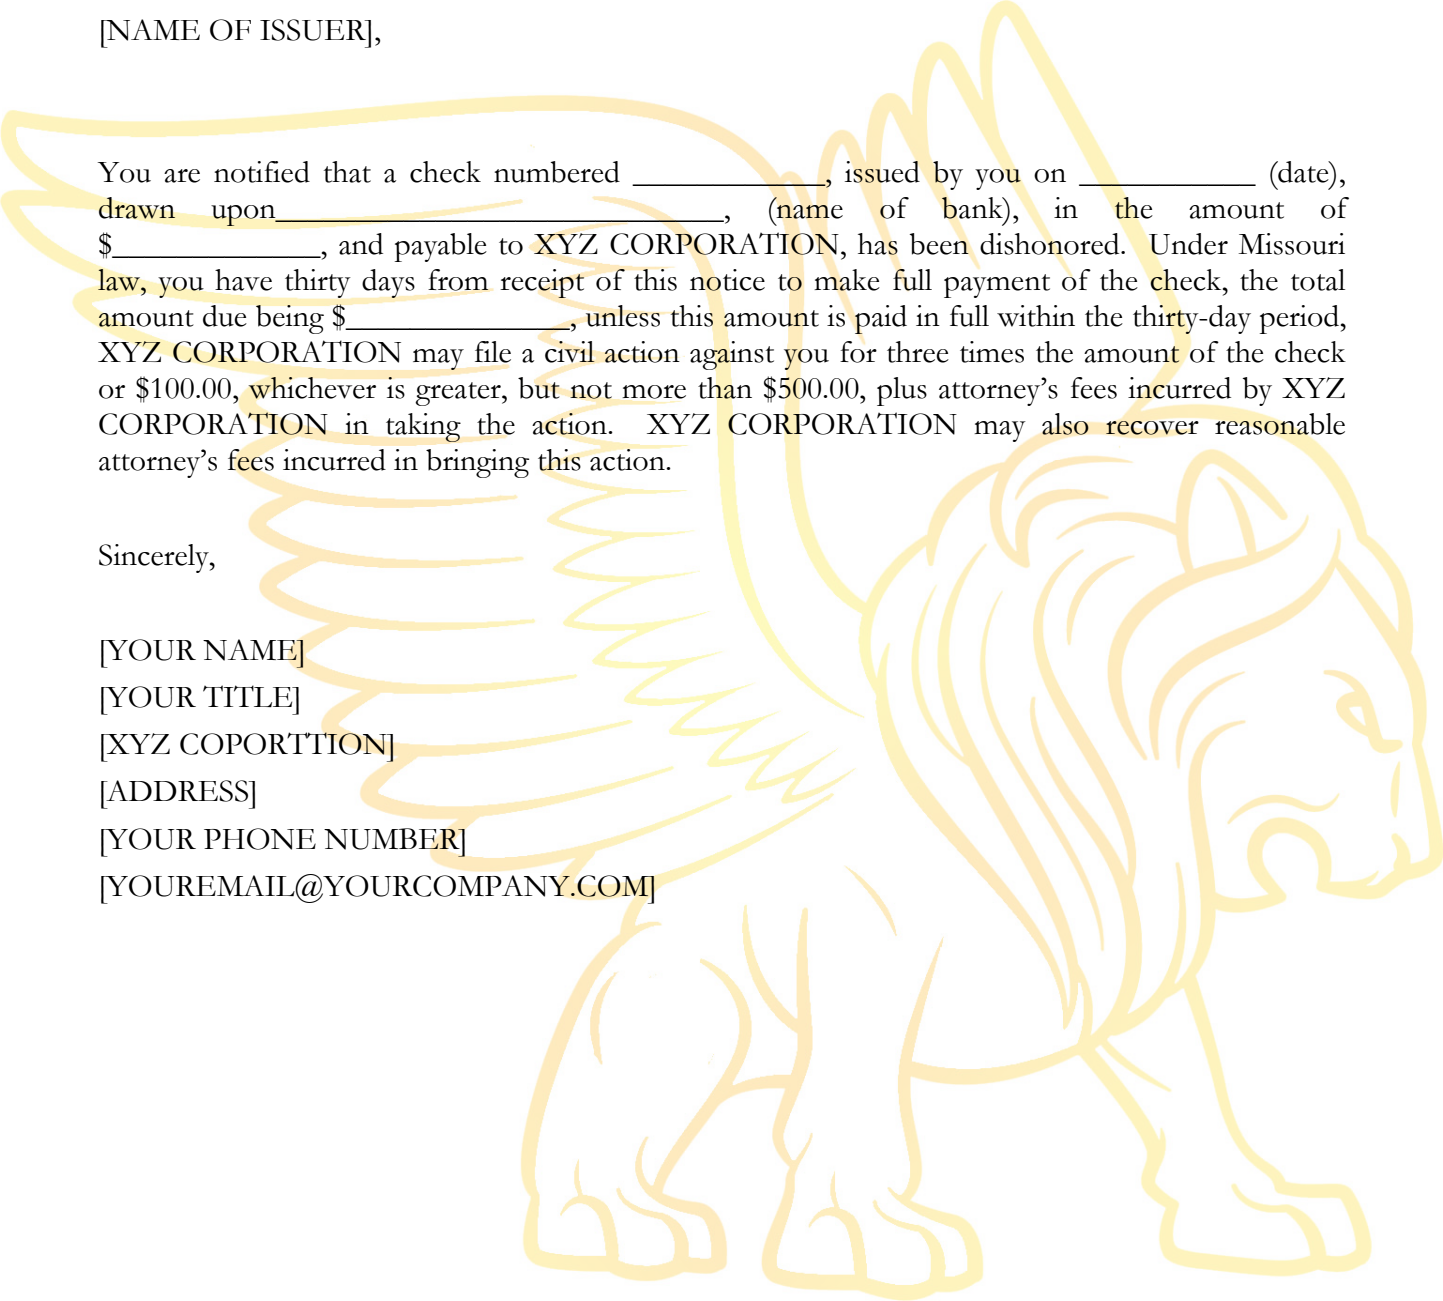 [NAME OF ISSUER],
You are notified that a check numbered ____________, issued by you on ___________ (date),
drawn upon____________________________, (name of bank), in the amount of
$_____________, and payable to XYZ CORPORATION, has been dishonored. Under Missouri
law, you have thirty days from receipt of this notice to make full payment of the check, the total
amount due being $______________, unless this amount is paid in full within the thirty-day period,
XYZ CORPORATION may file a civil action against you for three times the amount of the check
or $100.00, whichever is greater, but not more than $500.00, plus attorney’s fees incurred by XYZ
CORPORATION in taking the action. XYZ CORPORATION may also recover reasonable
attorney’s fees incurred in bringing this action.
Sincerely,
[YOUR NAME]
[YOUR TITLE]
[XYZ COPORTTION]
[ADDRESS]
[YOUR PHONE NUMBER]
[YOUREMAIL@YOURCOMPANY.COM]